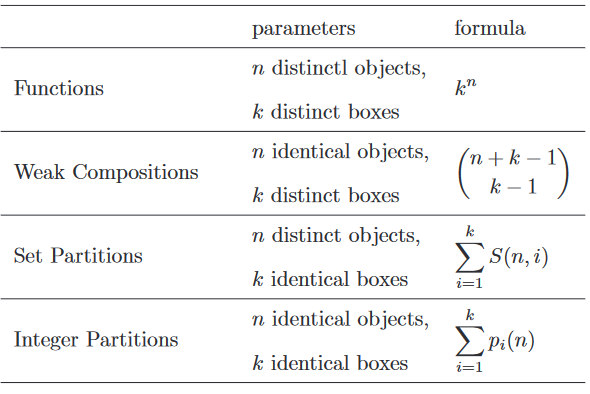 parameters formula
n distinctl objects,
Functions k^n
k distinct boxes
n identical objects,
Weak Compositions \binom{n+k-1}{k-1}
k distinct boxes
n distinct objects,
Set Partitions \sum_{i=1}^{k} S(n,i)
k identical boxes
n identical objects,
Integer Partitions \sum_{i=1}^{k} p_i(n)
k identical boxes